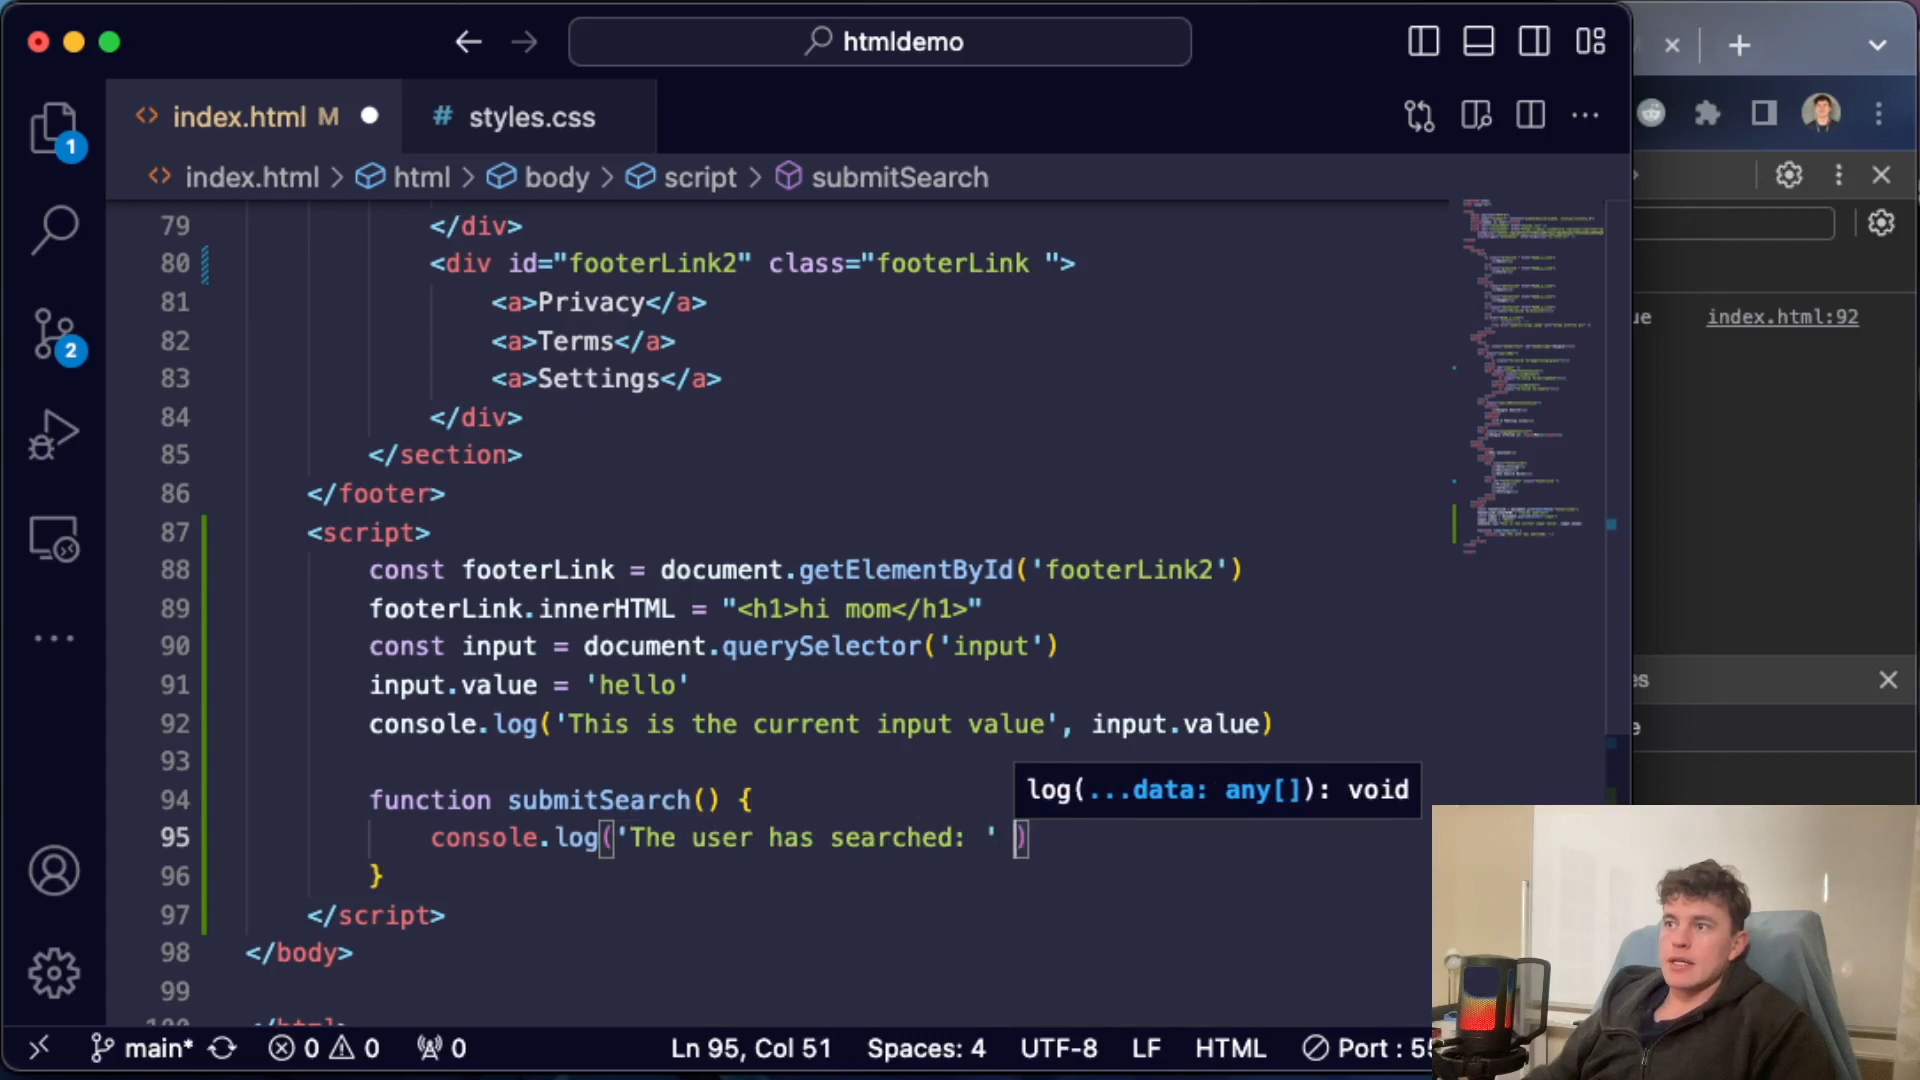 htmldemo
index.html M
# styles.css
index.html > html > body > script > submitSearch
79 </div>
80 <div id="footerLink2" class="footerLink ">
81 <a>Privacy</a>
82 <a>Terms</a>
83 <a>Settings</a>
84 </div>
85 </section>
86 </footer>
87 <script>
88 const footerLink = document.getElementById('footerLink2')
89 footerLink.innerHTML = "<h1>hi mom</h1>"
90 const input = document.querySelector('input')
91 input.value = 'hello'
92 console.log('This is the current input value', input.value)
93
94 function submitSearch() {
log(...data: any[]): void
95 console.log('The user has searched: ' )
96 }
97 </script>
98 </body>
99
1
2
index.html:92
main* 0 0 0
Ln 95, Col 51 Spaces: 4 UTF-8 LF HTML Port : 55